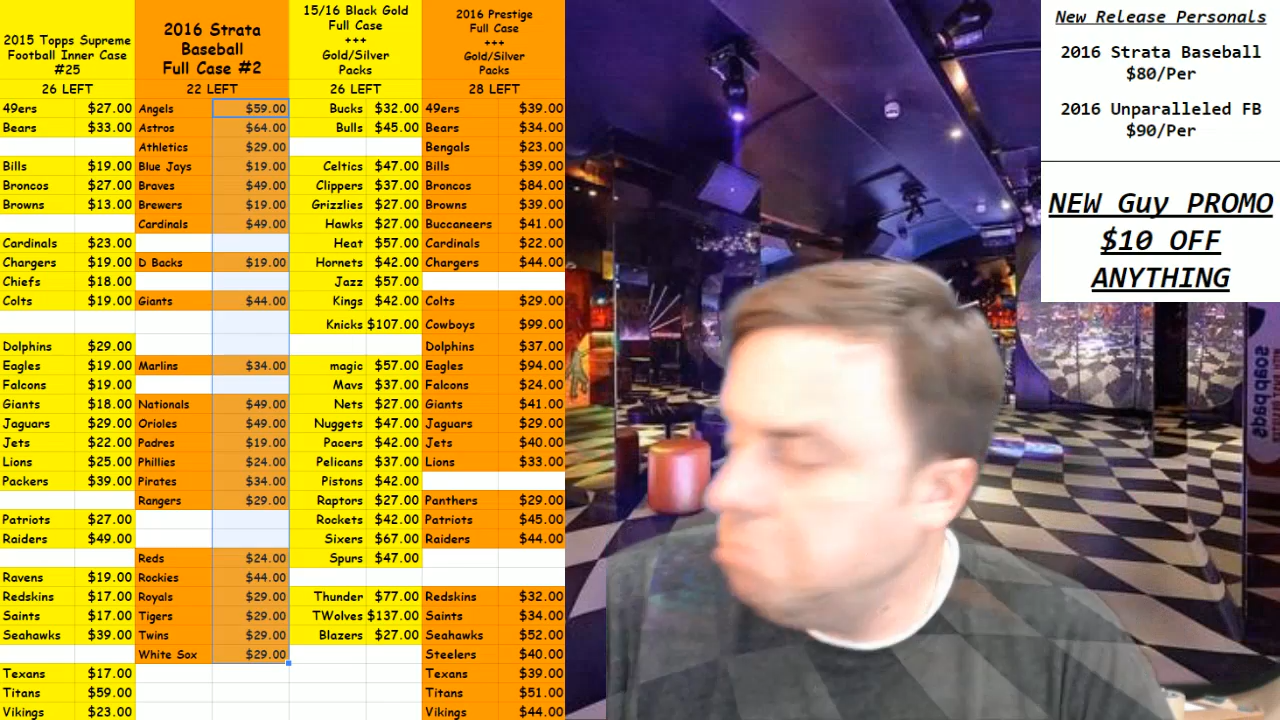 2015 Topps Supreme
Football Inner Case
#25
26 LEFT
49ers $27.00
Bears $33.00
Bills $19.00
Broncos $27.00
Browns $13.00
Cardinals $23.00
Chargers $19.00
Chiefs $18.00
Colts $19.00
Dolphins $29.00
Eagles $19.00
Falcons $19.00
Giants $18.00
Jaguars $29.00
Jets $22.00
Lions $25.00
Packers $39.00
Patriots $27.00
Raiders $49.00
Ravens $19.00
Redskins $17.00
Saints $17.00
Seahawks $39.00
Texans $17.00
Titans $59.00
Vikings $23.00
2016 Strata
Baseball
Full Case #2
22 LEFT
Angels $59.00
Astros $64.00
Athletics $29.00
Blue Jays $19.00
Braves $49.00
Brewers $19.00
Cardinals $49.00
D Backs $19.00
Giants $44.00
Marlins $34.00
Nationals $49.00
Orioles $49.00
Padres $19.00
Phillies $24.00
Pirates $34.00
Rangers $29.00
Reds $24.00
Rockies $44.00
Royals $29.00
Tigers $29.00
Twins $29.00
White Sox $29.00
15/16 Black Gold
Full Case
+++
Gold/Silver
Packs
26 LEFT
Bucks $32.00
Bulls $45.00
Celtics $47.00
Clippers $37.00
Grizzlies $27.00
Hawks $27.00
Heat $57.00
Hornets $42.00
Jazz $57.00
Kings $42.00
Knicks $107.00
magic $57.00
Mavs $37.00
Nets $27.00
Nuggets $47.00
Pacers $42.00
Pelicans $37.00
Pistons $42.00
Raptors $27.00
Rockets $42.00
Sixers $67.00
Spurs $47.00
Thunder $77.00
TWolves $137.00
Blazers $27.00
2016 Prestige
Full Case
+++
Gold/Silver
Packs
28 LEFT
49ers $39.00
Bears $34.00
Bengals $23.00
Bills $39.00
Broncos $84.00
Browns $39.00
Buccaneers $41.00
Cardinals $22.00
Chargers $44.00
Colts $29.00
Cowboys $99.00
Dolphins $37.00
Eagles $94.00
Falcons $24.00
Giants $41.00
Jaguars $29.00
Jets $40.00
Lions $33.00
Panthers $29.00
Patriots $45.00
Raiders $44.00
Redskins $32.00
Saints $34.00
Seahawks $52.00
Steelers $40.00
Texans $39.00
Titans $51.00
Vikings $44.00
New Release Personals
2016 Strata Baseball
$80/Per
2016 Unparalleled FB
$90/Per
NEW Guy PROMO
$10 OFF
ANYTHING